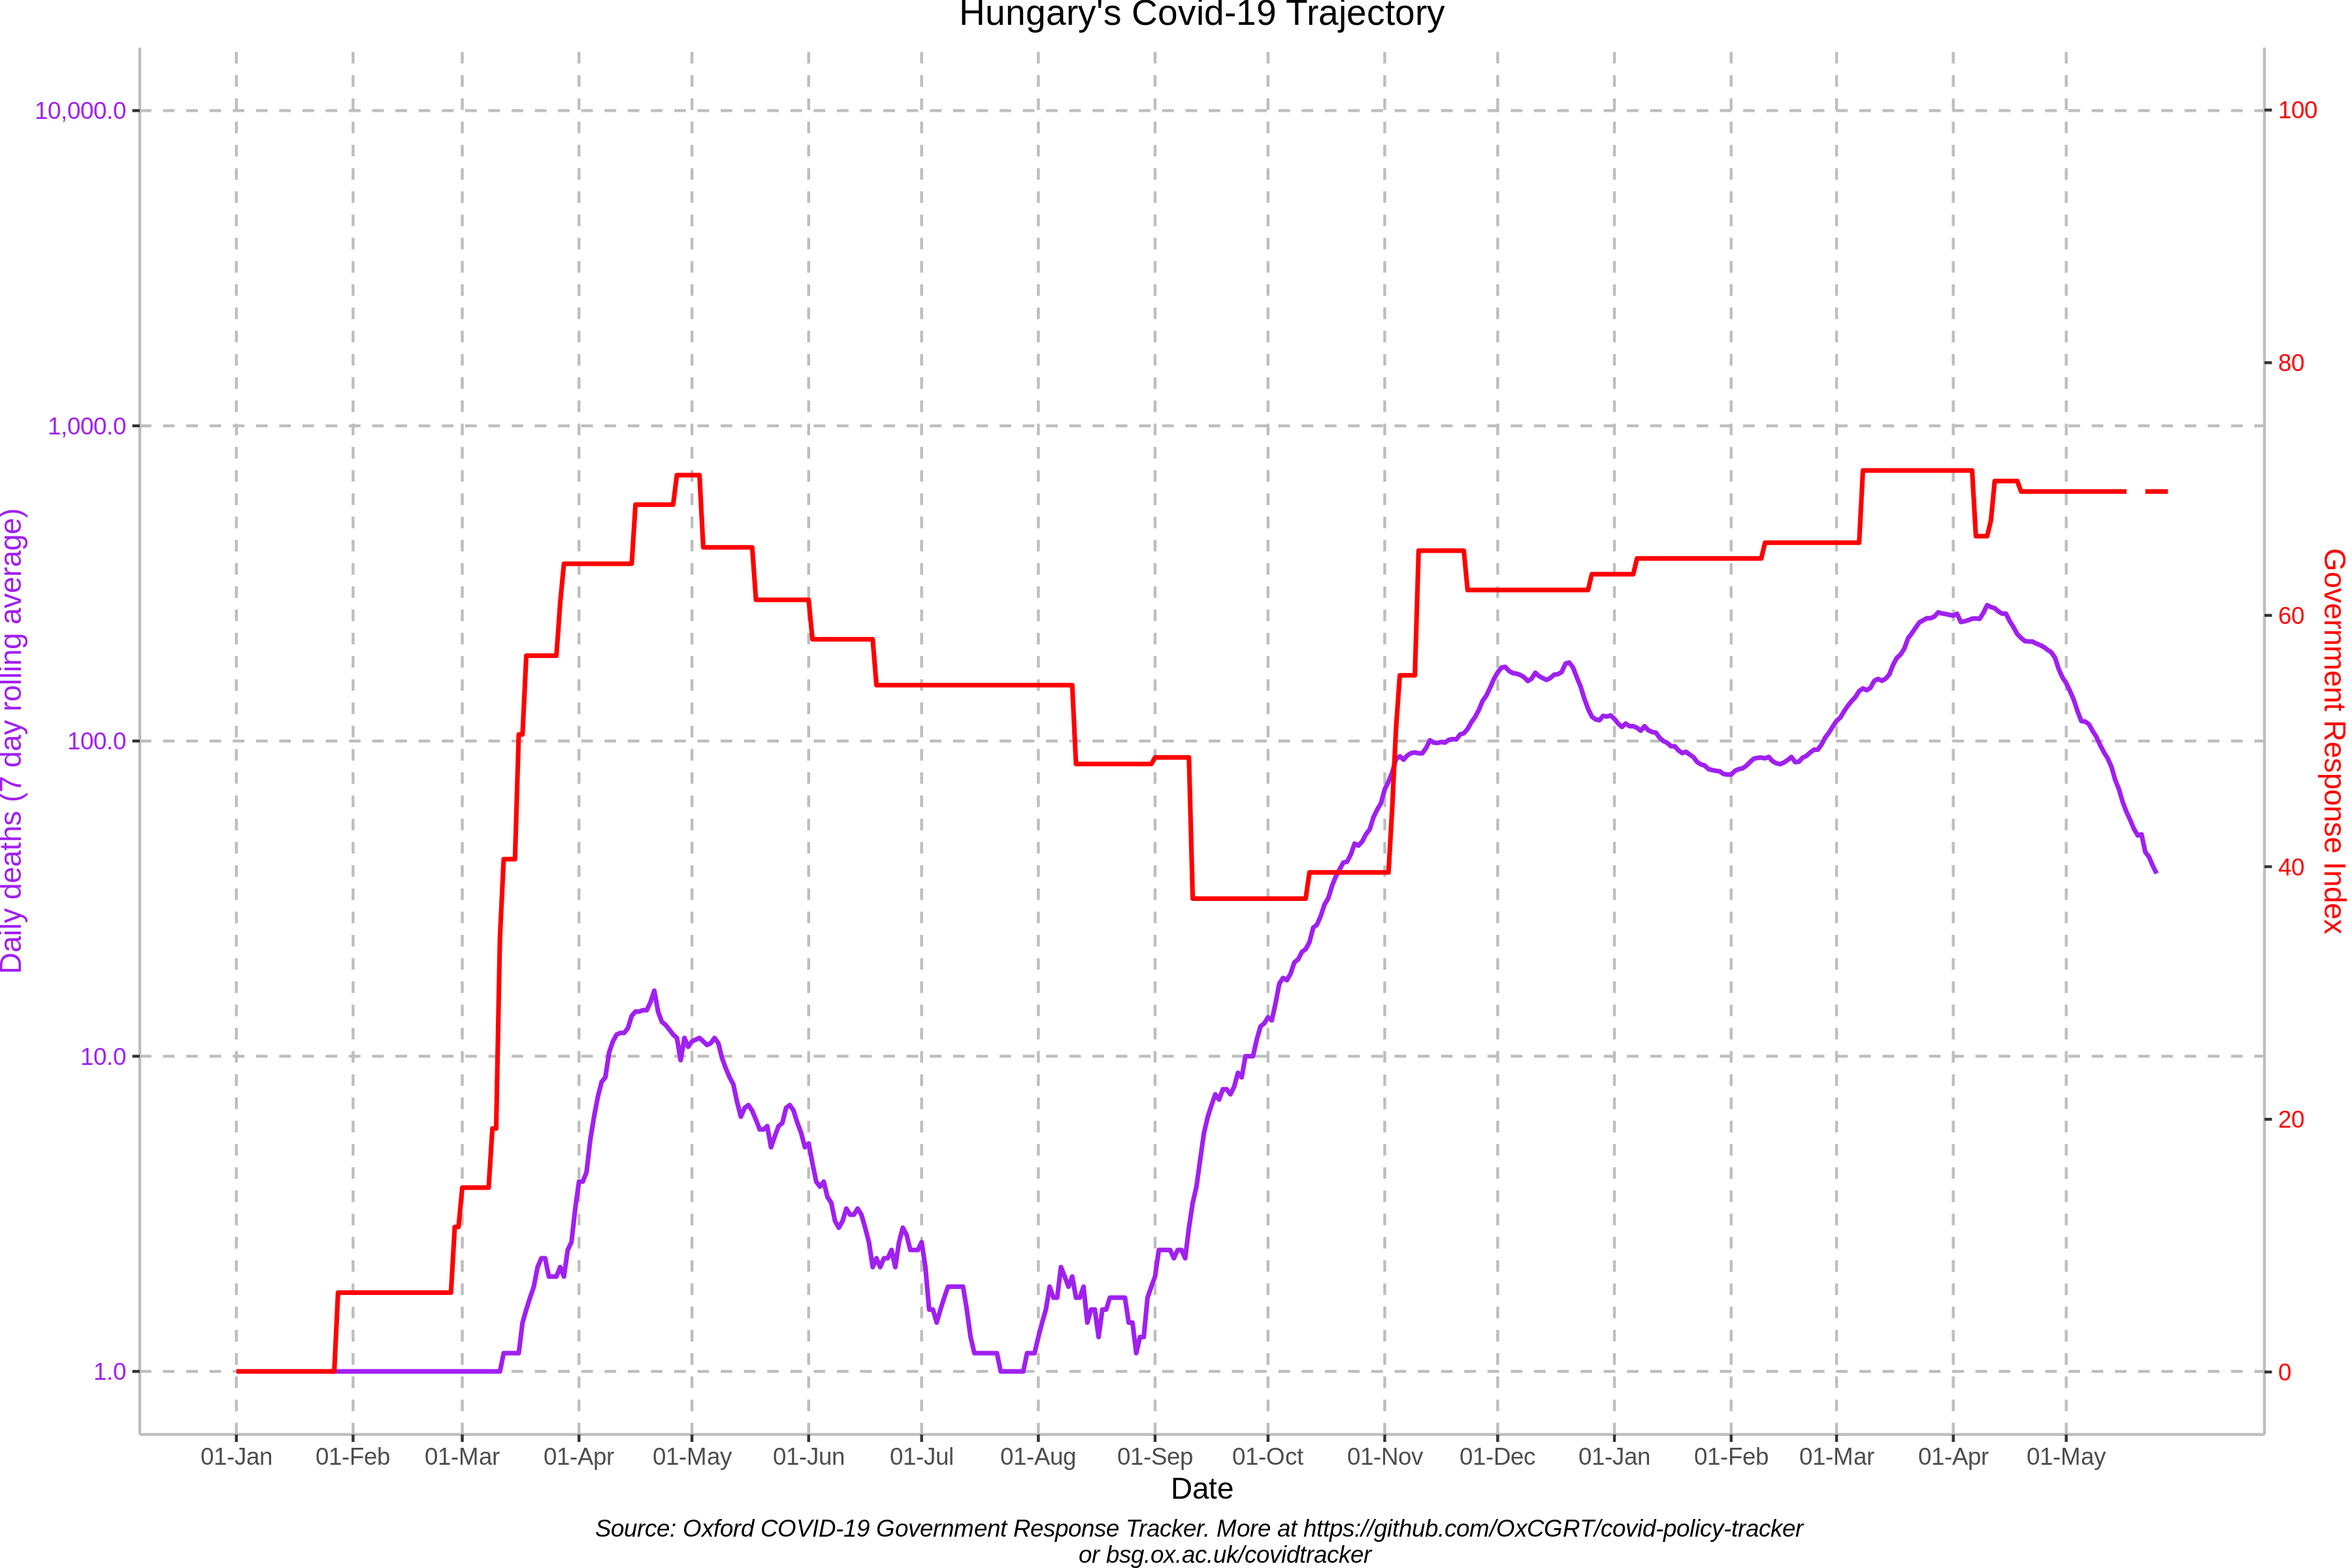 Hungary's Covid-19 Trajectory
10,000.0
1,000.0
100.0
10.0
1.0
Daily deaths (7 day rolling average)
100
80
60
40
20
0
Government Response Index
01-Jan 01-Feb 01-Mar 01-Apr 01-May 01-Jun 01-Jul 01-Aug 01-Sep 01-Oct 01-Nov 01-Dec 01-Jan 01-Feb 01-Mar 01-Apr 01-May
Date
Source: Oxford COVID-19 Government Response Tracker. More at https://github.com/OxCGRT/covid-policy-tracker
or bsg.ox.ac.uk/covidtracker